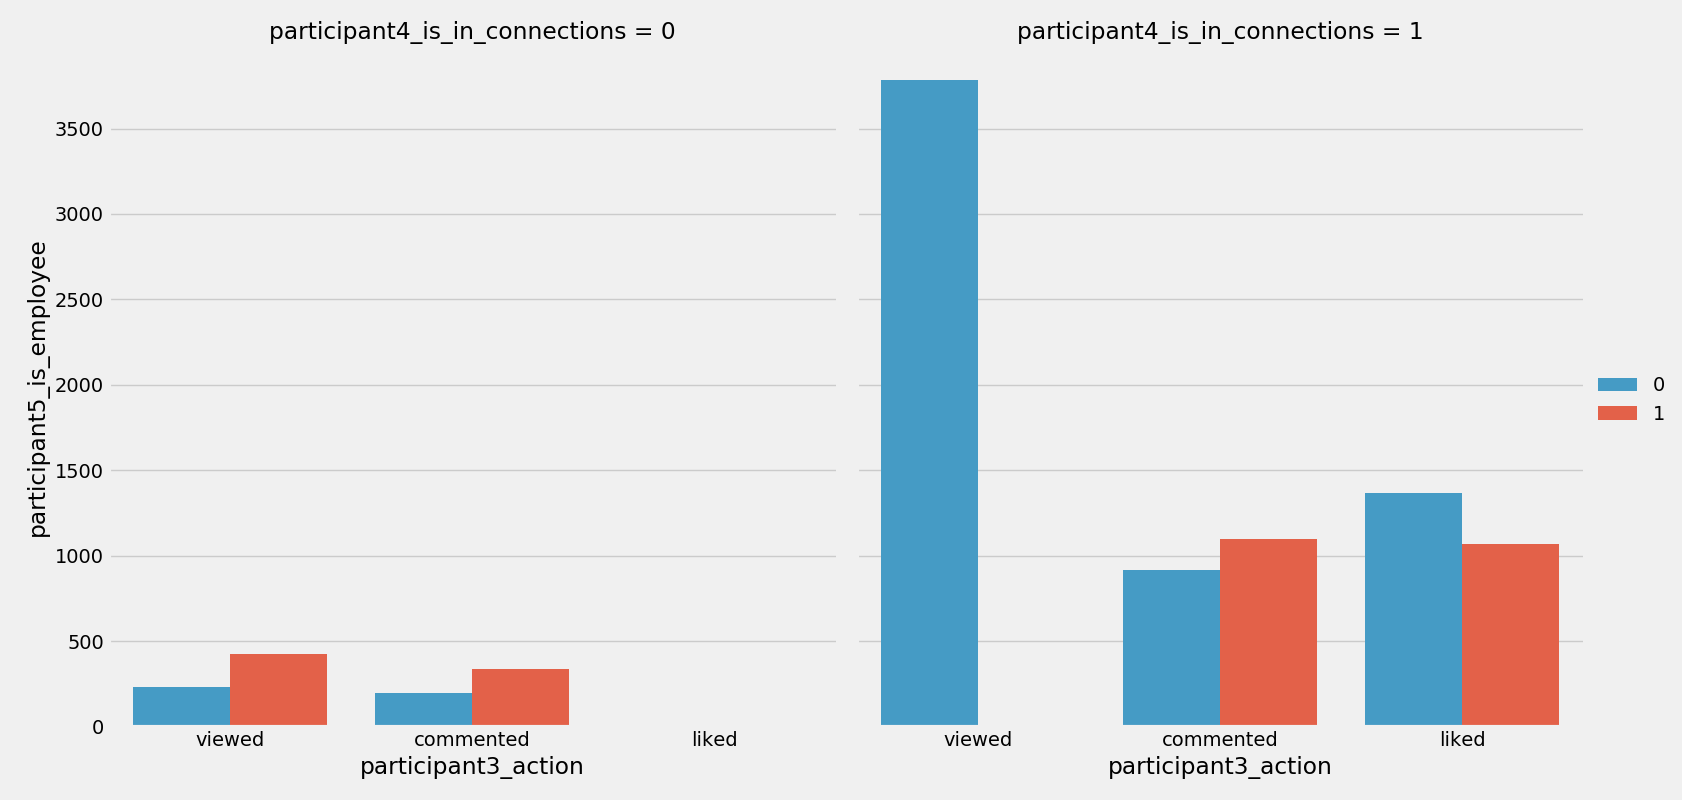 participant4_is_in_connections = 0
participant4_is_in_connections = 1
participant5_is_employee
3500
3000
2500
2000
1500
1000
500
0
viewed
commented
liked
participant3_action
viewed
commented
liked
participant3_action
0
1